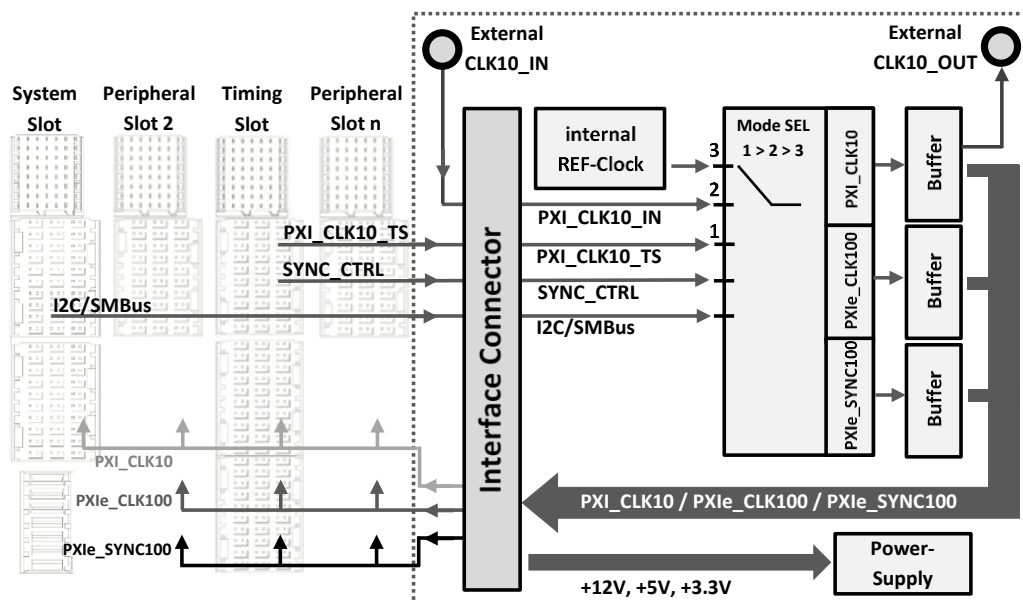 External
CLK10_IN
External
CLK10_OUT
System
Slot
Peripheral
Slot 2
Timing
Slot
Peripheral
Slot n
internal
REF-Clock
Mode SEL
1 > 2 > 3
3
2
1
PXI_CLK10
PXIe_CLK100
PXIe_SYNC100
Buffer
Buffer
Buffer
Interface Connector
PXI_CLK10_IN
PXI_CLK10_TS
PXI_CLK10_TS
SYNC_CTRL
SYNC_CTRL
I2C/SMBus
I2C/SMBus
PXI_CLK10
PXIe_CLK100
PXIe_SYNC100
PXI_CLK10 / PXIe_CLK100 / PXIe_SYNC100
+12V, +5V, +3.3V
Power-
Supply